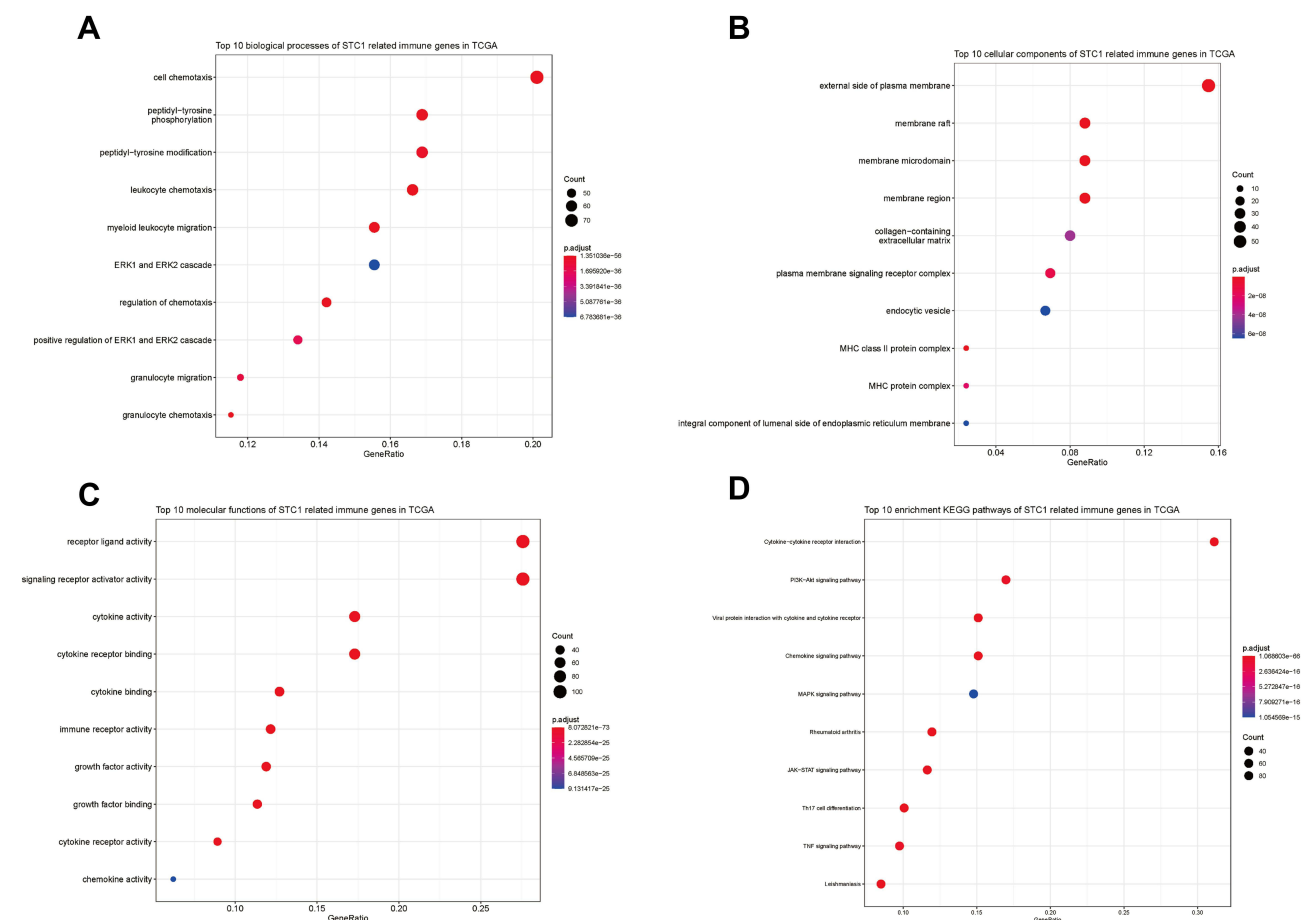 A
Top 10 biological processes of STC1 related immune genes in TCGA
cell chemotaxis
peptidyl−tyrosine
phosphorylation
peptidyl−tyrosine modification
leukocyte chemotaxis
myeloid leukocyte migration
ERK1 and ERK2 cascade
regulation of chemotaxis
positive regulation of ERK1 and ERK2 cascade
granulocyte migration
granulocyte chemotaxis
0.12
0.14
0.16
0.18
0.20
GeneRatio
Count
50
60
70
p.adjust
1.351036e−56
1.695920e−36
3.391841e−36
5.087761e−36
6.783681e−36
B
Top 10 cellular components of STC1 related immune genes in TCGA
external side of plasma membrane
membrane raft
membrane microdomain
membrane region
collagen−containing
extracellular matrix
plasma membrane signaling receptor complex
endocytic vesicle
MHC class II protein complex
MHC protein complex
integral component of lumenal side of endoplasmic reticulum membrane
0.04
0.08
0.12
0.16
GeneRatio
Count
10
20
30
40
50
p.adjust
2e−08
4e−08
6e−08
C
Top 10 molecular functions of STC1 related immune genes in TCGA
receptor ligand activity
signaling receptor activator activity
cytokine activity
cytokine receptor binding
cytokine binding
immune receptor activity
growth factor activity
growth factor binding
cytokine receptor activity
chemokine activity
0.10
0.15
0.20
0.25
GeneRatio
Count
40
60
80
100
p.adjust
8.072821e−73
2.282854e−25
4.565709e−25
6.848563e−25
9.131417e−25
D
Top 10 enrichment KEGG pathways of STC1 related immune genes in TCGA
Cytokine−cytokine receptor interaction
PI3K−Akt signaling pathway
Viral protein interaction with cytokine and cytokine receptor
Chemokine signaling pathway
MAPK signaling pathway
Rheumatoid arthritis
JAK−STAT signaling pathway
Th17 cell differentiation
TNF signaling pathway
Leishmaniasis
0.10
0.15
0.20
0.25
0.30
GeneRatio
p.adjust
1.068603e−66
2.636424e−16
5.272847e−16
7.909271e−16
1.054569e−15
Count
40
60
80